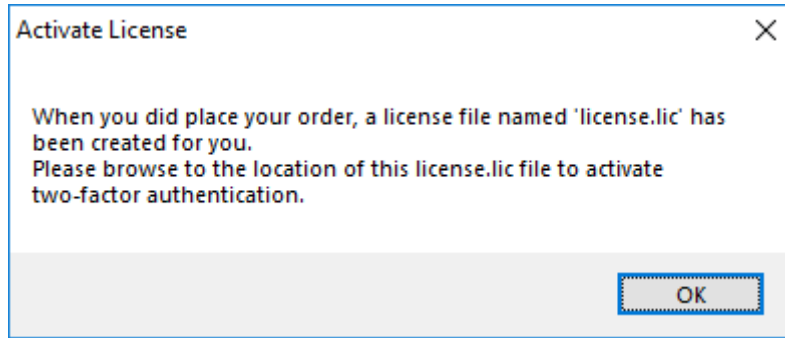 Activate License
When you did place your order, a license file named 'license.lic' has
been created for you.
Please browse to the location of this license.lic file to activate
two-factor authentication.
OK